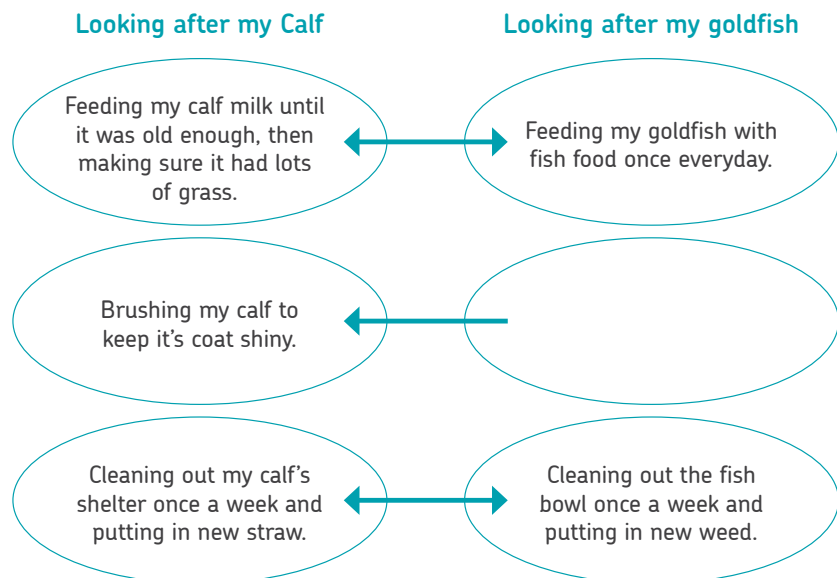 Looking after my Calf
Looking after my goldfish
Feeding my calf milk until
it was old enough, then
making sure it had lots
of grass.
Feeding my goldfish with
fish food once everyday.
Brushing my calf to
keep it's coat shiny.
Cleaning out my calf’s
shelter once a week and
putting in new straw.
Cleaning out the fish
bowl once a week and
putting in new weed.